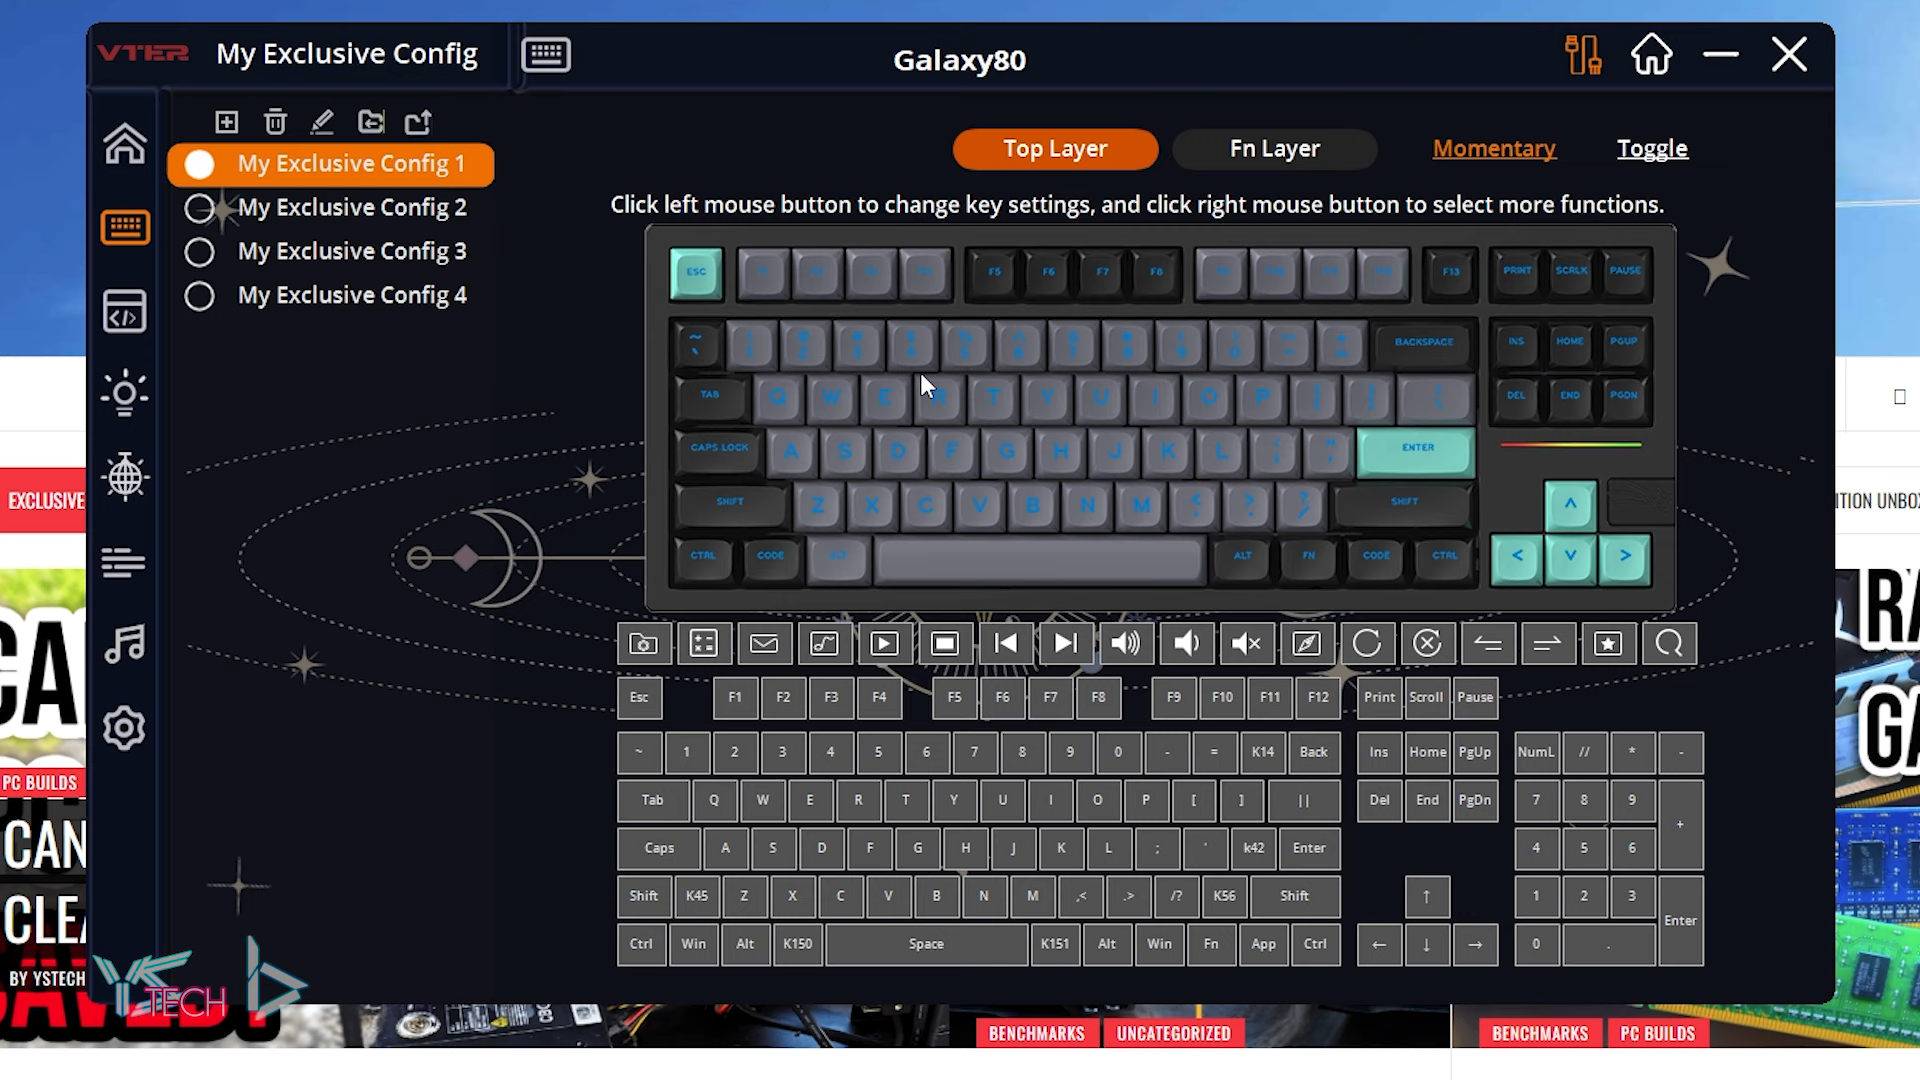 VTER My Exclusive Config
Galaxy80
My Exclusive Config 1
My Exclusive Config 2
My Exclusive Config 3
My Exclusive Config 4
Top Layer Fn Layer Momentary Toggle
Click left mouse button to change key settings, and click right mouse button to select more functions.
ESC F5 F6 F7 F8 F13 PRINT SCRLK PAUSE
BACKSPACE INS HOME PGUP
TAB Q W E R T Y U I O P DEL END PGDN
CAPS LOCK A S D F G H J K L ENTER
SHIFT Z X C V B N M SHIFT
CTRL CODE ALT ALT FN CODE CTRL
Esc F1 F2 F3 F4 F5 F6 F7 F8 F9 F10 F11 F12 Print Scroll Pause
~ 1 2 3 4 5 6 7 8 9 0 - = K14 Back Ins Home PgUp NumL // * -
Tab Q W E R T Y U I O P [ ] || Del End PgDn 7 8 9 +
Caps A S D F G H J K L ; ' k42 Enter 4 5 6
Shift K45 Z X C V B N M ,< .> /? K56 Shift ↑ 1 2 3 Enter
Ctrl Win Alt K150 Space K151 Alt Win Fn App Ctrl ← ↓ → 0 .
EXCLUSIVE
PC BUILDS
CAN
CLEA
BY YSTECH
YS TECH
ITION UNBO
RA
GA
BENCHMARKS UNCATEGORIZED
BENCHMARKS PC BUILDS